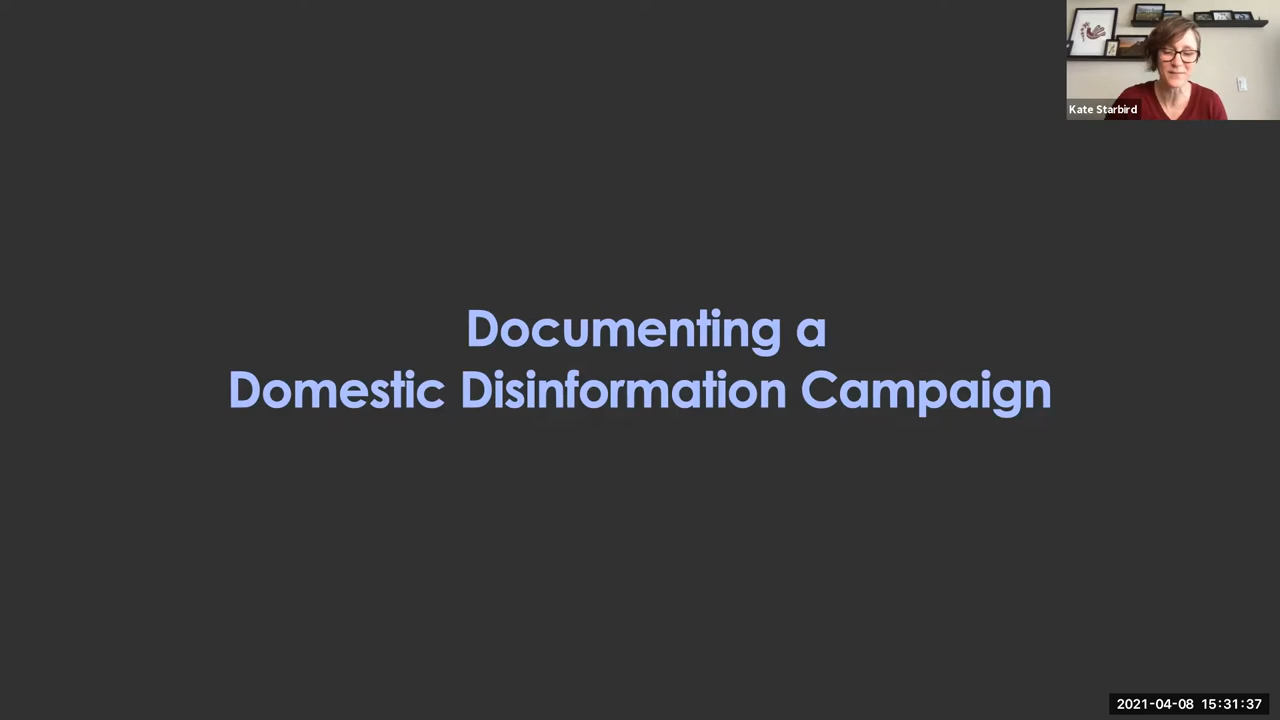 Kate Starbird
Documenting a
Domestic Disinformation Campaign
2021-04-08 15:31:37